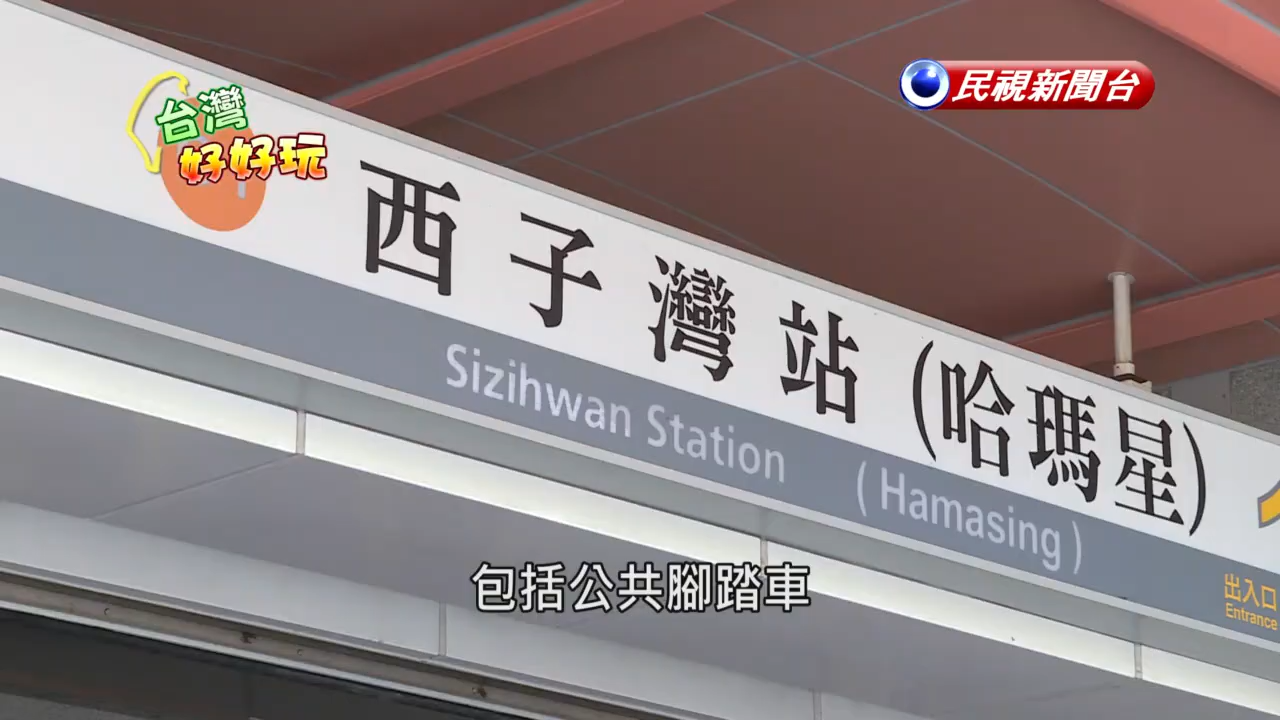 台灣
好好玩
民視新聞台
西子灣站(哈瑪星)
Sizihwan Station (Hamasing)
出入口
Entrance
包括公共腳踏車